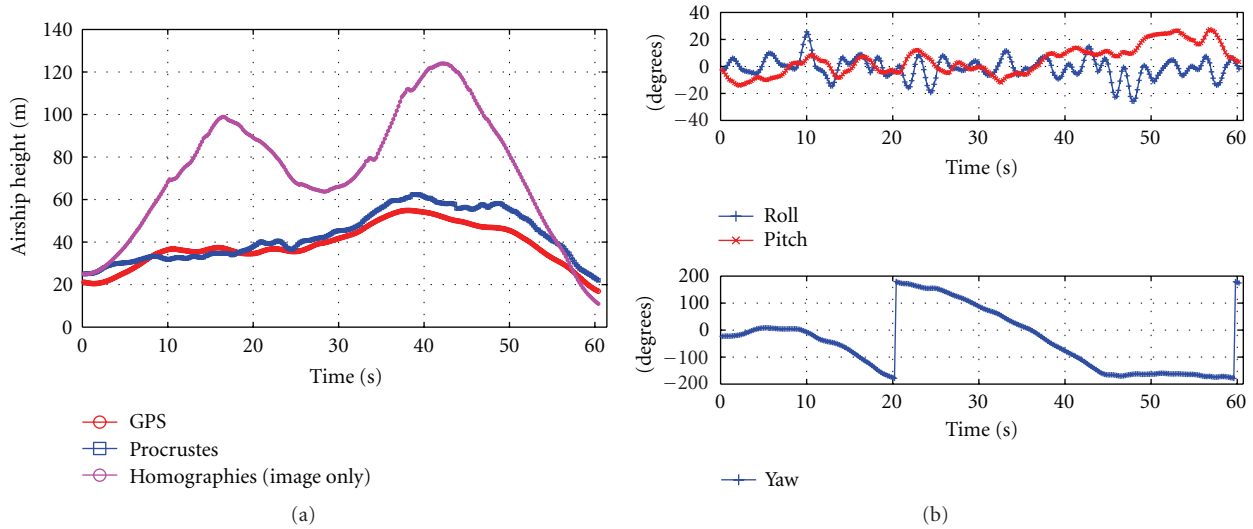 140
120
100
80
60
40
20
0
Airship height (m)
0 10 20 30 40 50 60
Time (s)
GPS
Procrustes
Homographies (image only)
(a)
40
20
0
−20
−40
(degrees)
0 10 20 30 40 50 60
Time (s)
Roll
Pitch
200
100
0
−100
−200
(degrees)
0 10 20 30 40 50 60
Time (s)
Yaw
(b)